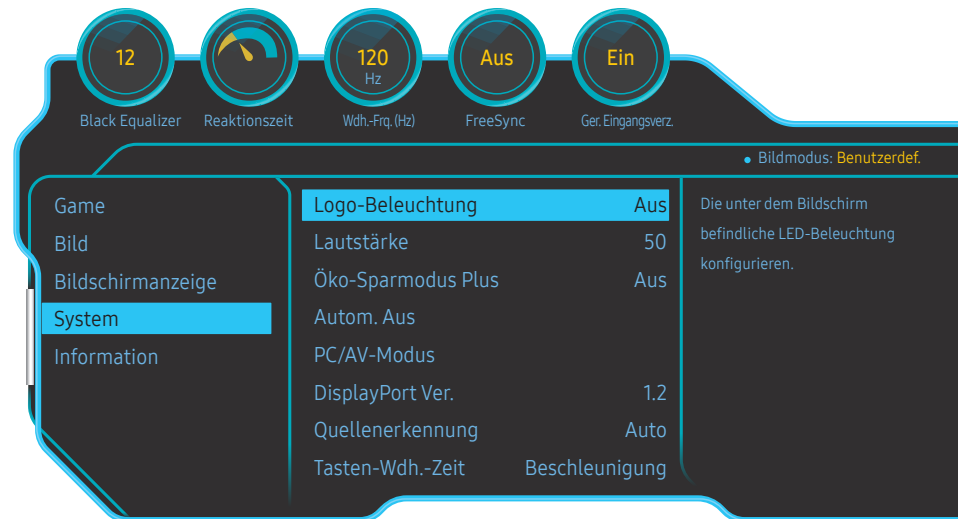 12
120
Hz
Aus
Ein
Black Equalizer
Reaktionszeit
Wdh.-Frq. (Hz)
FreeSync
Ger. Eingangsverz.
• Bildmodus: Benutzerdef.
Game
Bild
Bildschirmanzeige
System
Information
Logo-Beleuchtung Aus
Lautstärke 50
Öko-Sparmodus Plus Aus
Autom. Aus
PC/AV-Modus
DisplayPort Ver. 1.2
Quellenerkennung Auto
Tasten-Wdh.-Zeit Beschleunigung
Die unter dem Bildschirm
befindliche LED-Beleuchtung
konfigurieren.